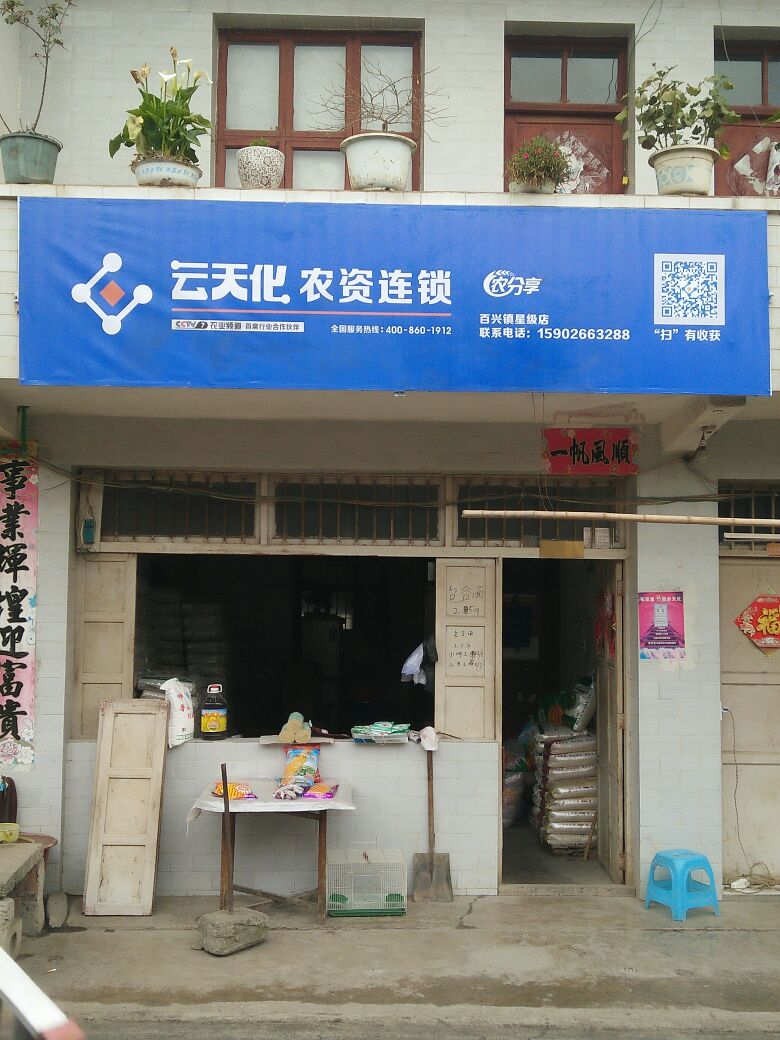 云天化 农资连锁
农分享
CCTV 7 农业频道 首席行业合作伙伴
全国服务热线：400-860-1912
百兴镇星级店
联系电话：15902663288
“扫”有收获
一帆風順
事業輝煌迎富貴
福